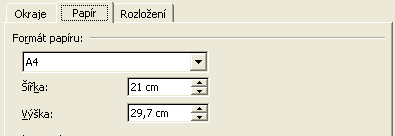 Okraje Papír Rozložení
Formát papíru:
A4
Šířka: 21 cm
Výška: 29,7 cm